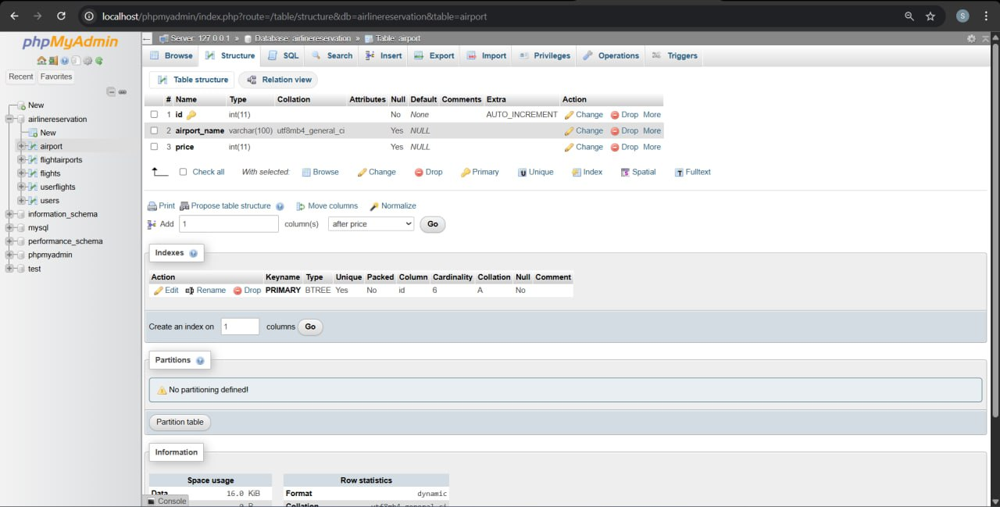 localhost/phpmyadmin/index.php?route=/table/structure&db=airlinereservation&table=airport
S
phpMyAdmin
Recent Favorites
New
airlinereservation
New
airport
flightairports
flights
userflights
users
information_schema
mysql
performance_schema
phpmyadmin
test
Server: 127.0.0.1 » Database: airlinereservation » Table: airport
Browse Structure SQL Search Insert Export Import Privileges Operations Triggers
Table structure Relation view
# Name Type Collation Attributes Null Default Comments Extra Action
1 id int(11) No None AUTO_INCREMENT Change Drop More
2 airport_name varchar(100) utf8mb4_general_ci Yes NULL Change Drop More
3 price int(11) Yes NULL Change Drop More
Check all With selected: Browse Change Drop Primary Unique Index Spatial Fulltext
Print Propose table structure Move columns Normalize
Add 1 column(s) after price Go
Indexes
Action Keyname Type Unique Packed Column Cardinality Collation Null Comment
Edit Rename Drop PRIMARY BTREE Yes No id 6 A No
Create an index on 1 columns Go
Partitions
No partitioning defined!
Partition table
Information
Space usage Row statistics
Data 16.0 KiB Format dynamic
0 B Collation utf8mb4_general_ci
Console